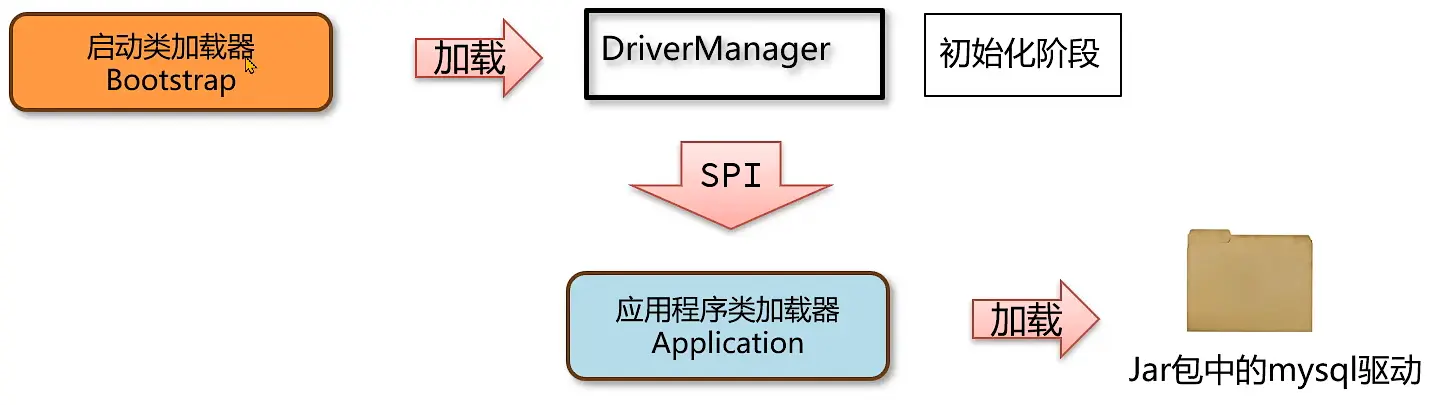 启动类加载器
Bootstrap
加载
DriverManager
初始化阶段
SPI
应用程序类加载器
Application
加载
Jar包中的mysql驱动